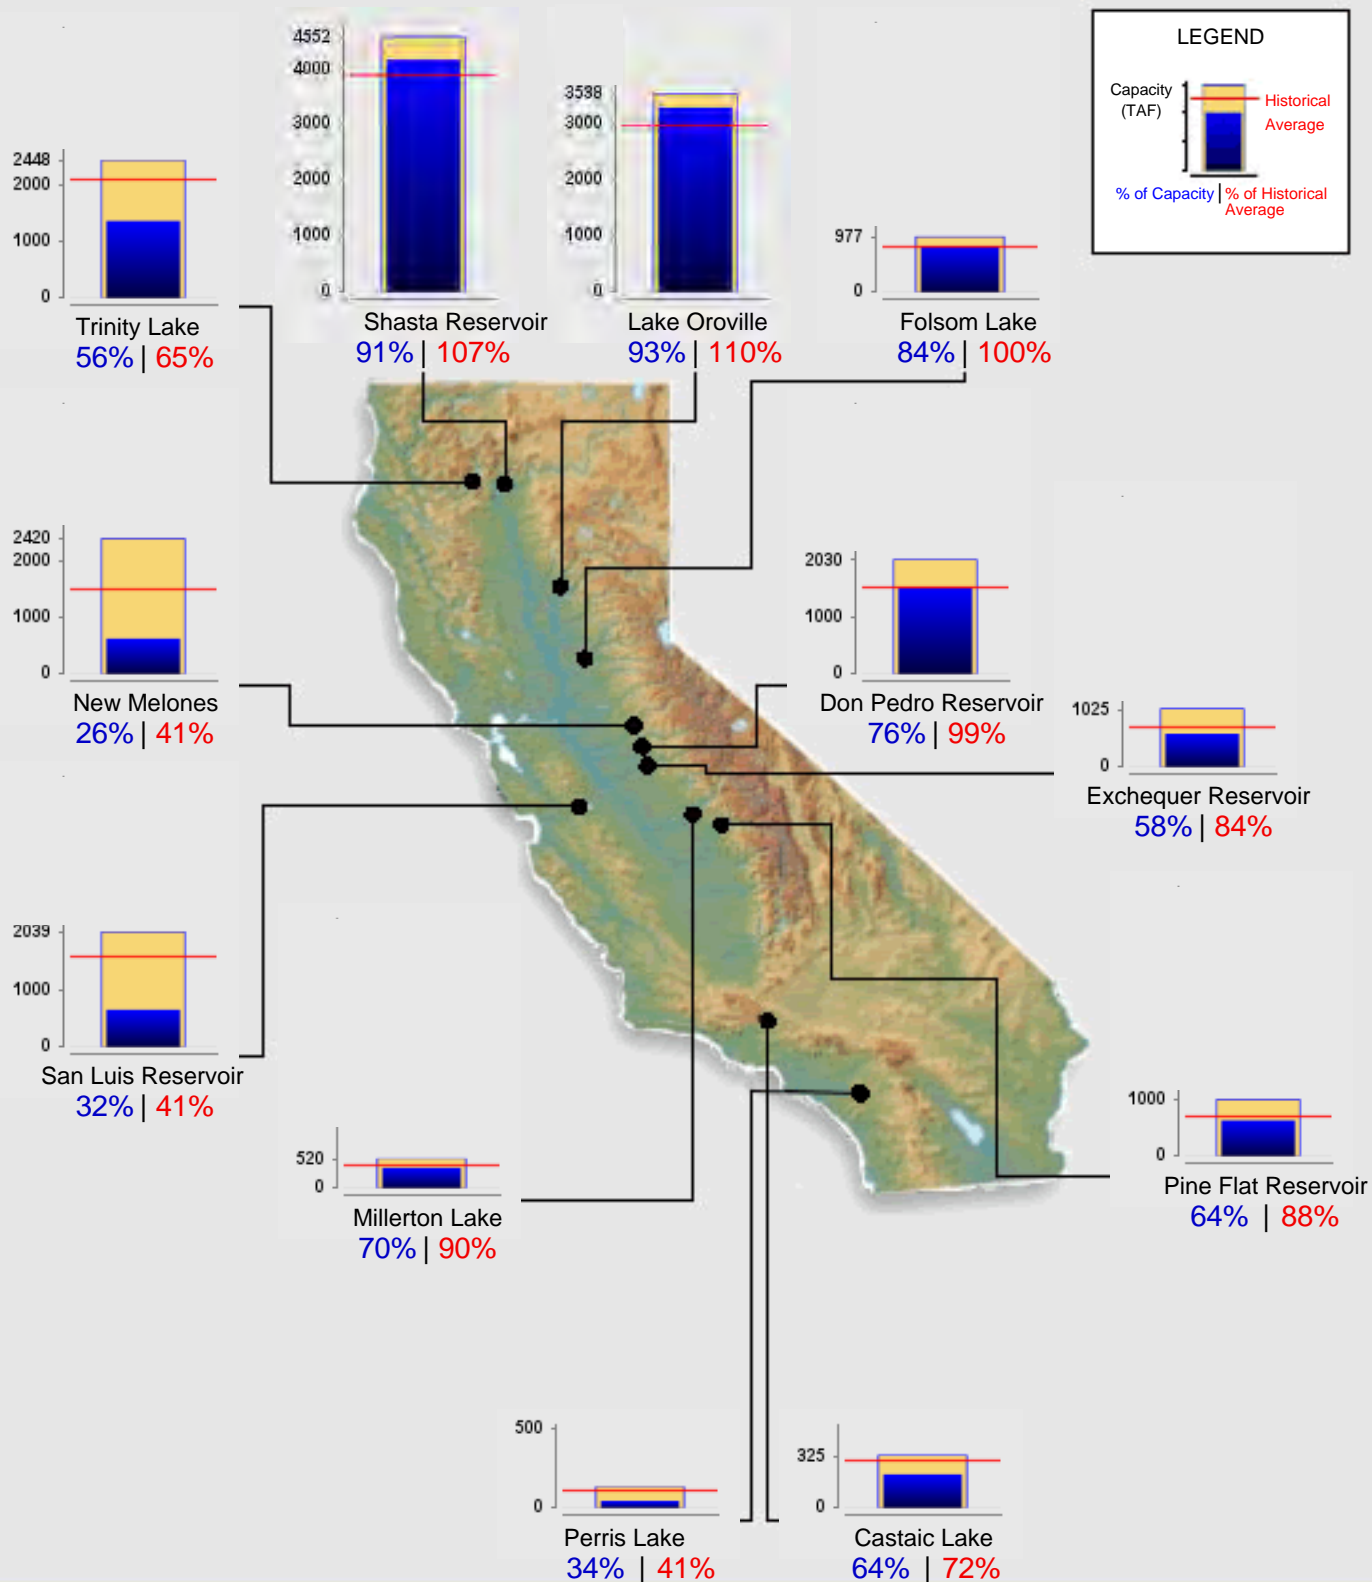 4552
4000
3000
2000
1000
0
Shasta Reservoir
91% | 107%
3538
3000
2000
1000
0
Lake Oroville
93% | 110%
977
0
Folsom Lake
84% | 100%
LEGEND
Capacity
(TAF)
Historical
Average
% of Capacity | % of Historical
Average
2448
2000
1000
0
Trinity Lake
56% | 65%
2420
2000
1000
0
New Melones
26% | 41%
2030
1000
0
Don Pedro Reservoir
76% | 99%
1025
0
Exchequer Reservoir
58% | 84%
2039
1000
0
San Luis Reservoir
32% | 41%
520
0
Millerton Lake
70% | 90%
1000
0
Pine Flat Reservoir
64% | 88%
500
0
Perris Lake
34% | 41%
325
0
Castaic Lake
64% | 72%